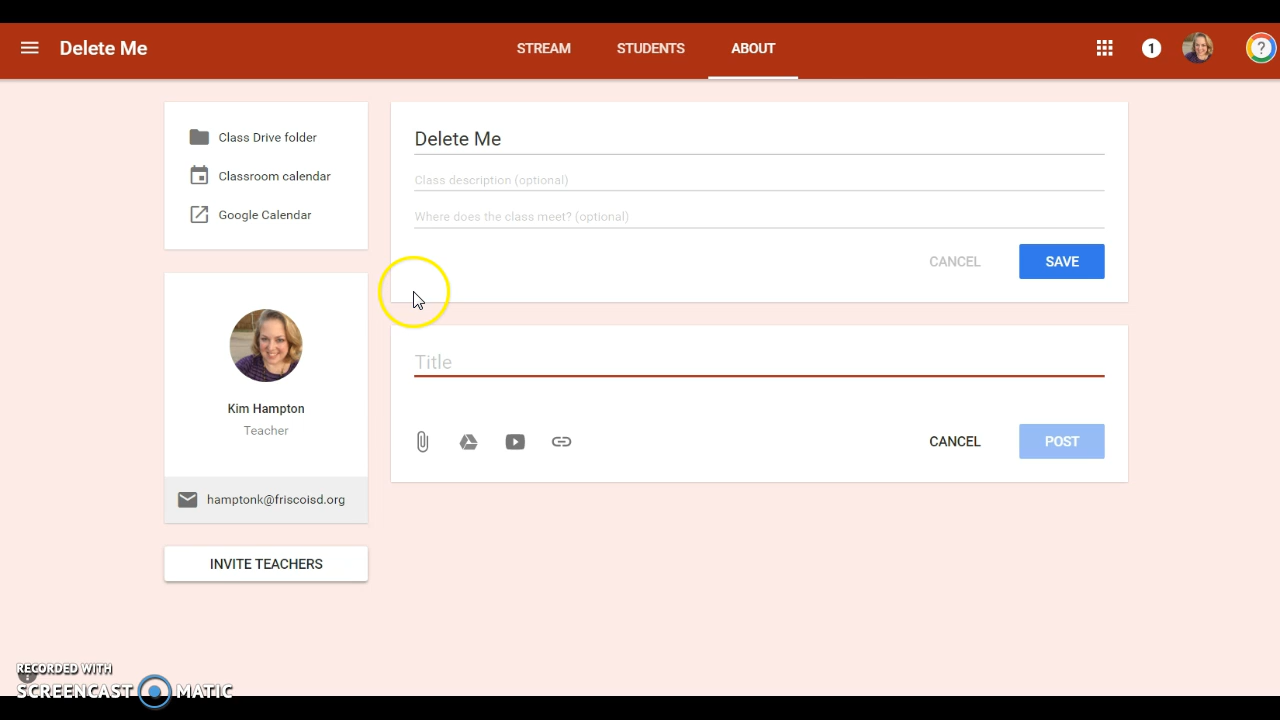 Delete Me
STREAM STUDENTS ABOUT
1 ?
Class Drive folder
Classroom calendar
Google Calendar
Kim Hampton
Teacher
hamptonk@friscoisd.org
INVITE TEACHERS
Delete Me
Class description (optional)
Where does the class meet? (optional)
CANCEL SAVE
Title
CANCEL POST
RECORDED WITH
SCREENCAST MATIC